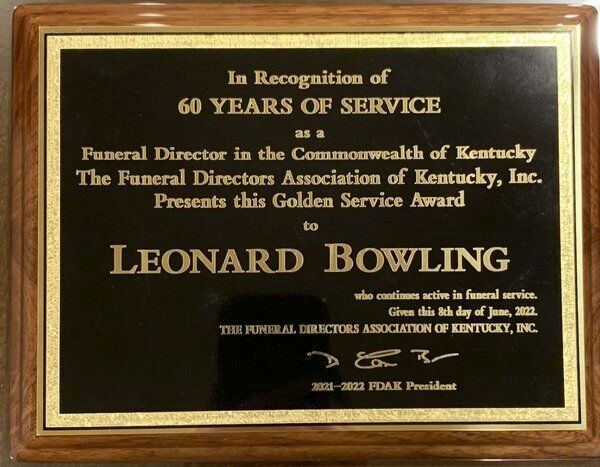 In Recognition of
60 YEARS OF SERVICE
as a
Funeral Director in the Commonwealth of Kentucky
The Funeral Directors Association of Kentucky, Inc.
Presents this Golden Service Award
to
LEONARD BOWLING
who continues active in funeral service.
Given this 8th day of June, 2022.
THE FUNERAL DIRECTORS ASSOCIATION OF KENTUCKY, INC.
2021-2022 FDAK President